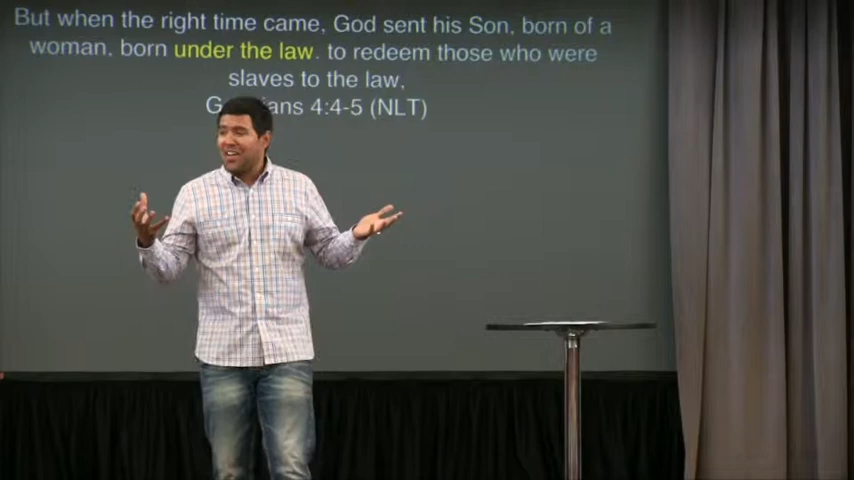 But when the right time came, God sent his Son, born of a
woman, born under the law. to redeem those who were
slaves to the law,
4:4-5 (NLT)